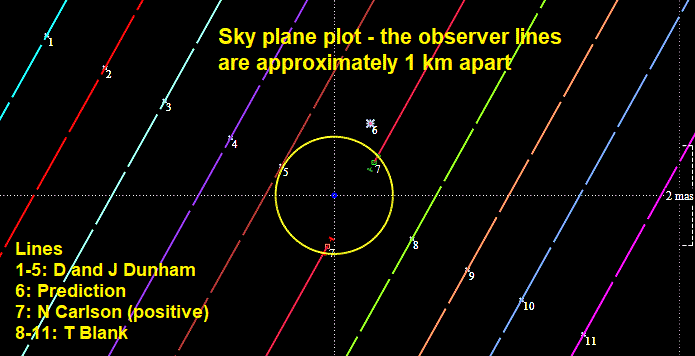 Sky plane plot - the observer lines
are approximately 1 km apart
1
2
3
4
5
6
7
2 mas
7
8
9
10
11
Lines
1-5: D and J Dunham
6: Prediction
7: N Carlson (positive)
8-11: T Blank